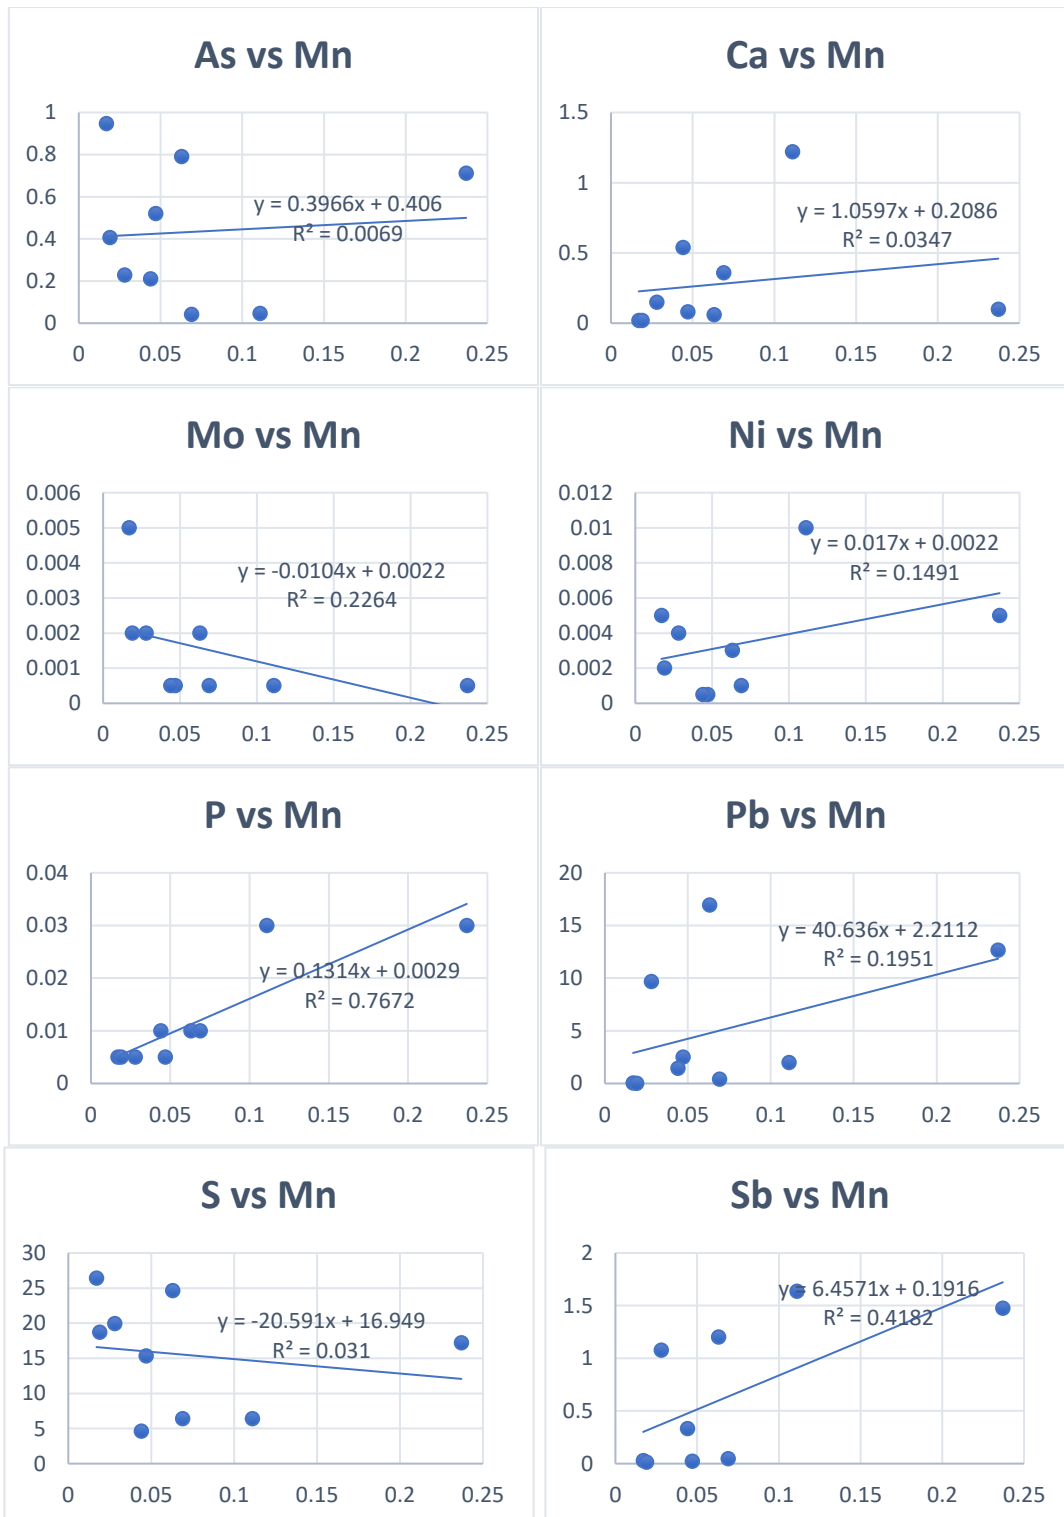 As vs Mn
1
0.8
0.6
0.4
0.2
0
y = 0.3966x + 0.406
R² = 0.0069
0 0.05 0.1 0.15 0.2 0.25
Ca vs Mn
1.5
1
0.5
0
y = 1.0597x + 0.2086
R² = 0.0347
0 0.05 0.1 0.15 0.2 0.25
Mo vs Mn
0.006
0.005
0.004
0.003
0.002
0.001
0
y = -0.0104x + 0.0022
R² = 0.2264
0 0.05 0.1 0.15 0.2 0.25
Ni vs Mn
0.012
0.01
0.008
0.006
0.004
0.002
0
y = 0.017x + 0.0022
R² = 0.1491
0 0.05 0.1 0.15 0.2 0.25
P vs Mn
0.04
0.03
0.02
0.01
0
y = 0.1314x + 0.0029
R² = 0.7672
0 0.05 0.1 0.15 0.2 0.25
Pb vs Mn
20
15
10
5
0
y = 40.636x + 2.2112
R² = 0.1951
0 0.05 0.1 0.15 0.2 0.25
S vs Mn
30
25
20
15
10
5
0
y = -20.591x + 16.949
R² = 0.031
0 0.05 0.1 0.15 0.2 0.25
Sb vs Mn
2
1.5
1
0.5
0
y = 6.4571x + 0.1916
R² = 0.4182
0 0.05 0.1 0.15 0.2 0.25